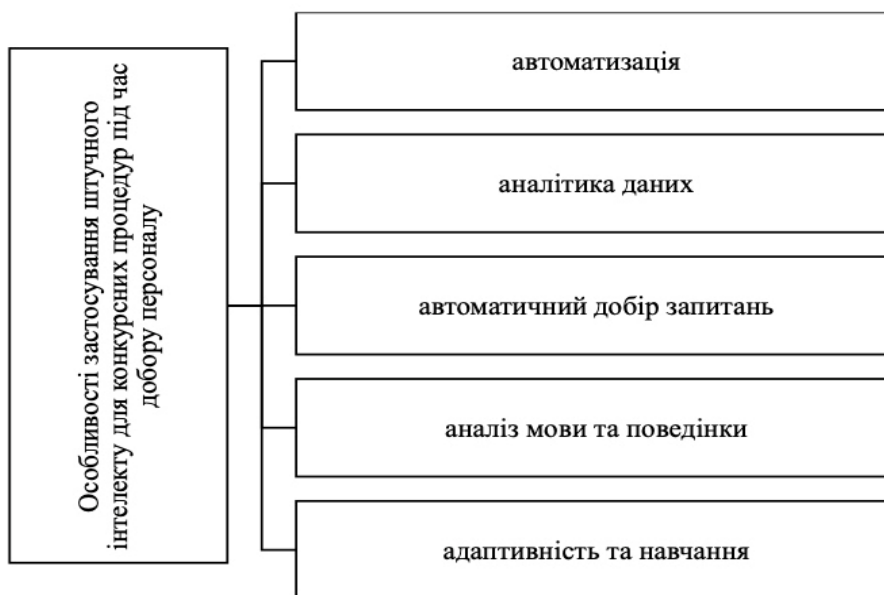 Особливості застосування штучного
інтелекту для конкурсних процедур під час
добору персоналу
автоматизація
аналітика даних
автоматичний добір запитань
аналіз мови та поведінки
адаптивність та навчання